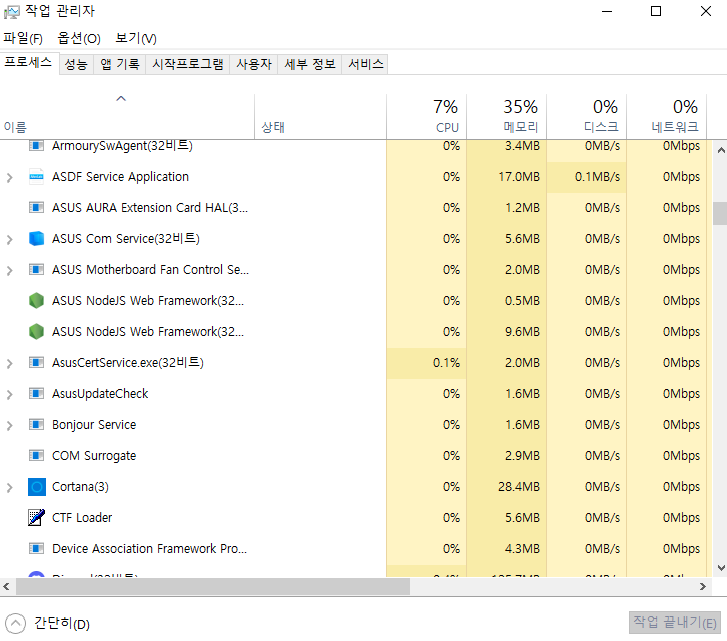 작업 관리자
파일(F) 옵션(O) 보기(V)
프로세스 성능 앱 기록 시작프로그램 사용자 세부 정보 서비스
7% 35% 0% 0%
이름 상태 CPU 메모리 디스크 네트워크
ArmourySwAgent(32비트) 0% 3.4MB 0MB/s 0Mbps
ASDF Service Application 0% 17.0MB 0.1MB/s 0Mbps
ASUS AURA Extension Card HAL(3... 0% 1.2MB 0MB/s 0Mbps
ASUS Com Service(32비트) 0% 5.6MB 0MB/s 0Mbps
ASUS Motherboard Fan Control Se... 0% 2.0MB 0MB/s 0Mbps
ASUS NodeJS Web Framework(32... 0% 0.5MB 0MB/s 0Mbps
ASUS NodeJS Web Framework(32... 0% 9.6MB 0MB/s 0Mbps
AsusCertService.exe(32비트) 0.1% 2.0MB 0MB/s 0Mbps
AsusUpdateCheck 0% 1.6MB 0MB/s 0Mbps
Bonjour Service 0% 1.6MB 0MB/s 0Mbps
COM Surrogate 0% 2.9MB 0MB/s 0Mbps
Cortana(3) 0% 28.4MB 0MB/s 0Mbps
CTF Loader 0% 5.6MB 0MB/s 0Mbps
Device Association Framework Pro... 0% 4.3MB 0MB/s 0Mbps
간단히(D) 작업 끝내기(E)